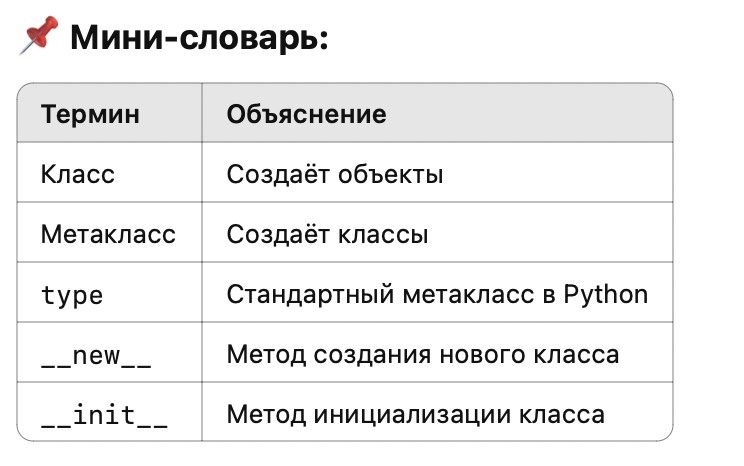 📌 Мини-словарь:
Термин Объяснение
Класс Создаёт объекты
Метакласс Создаёт классы
type Стандартный метакласс в Python
__new__ Метод создания нового класса
__init__ Метод инициализации класса